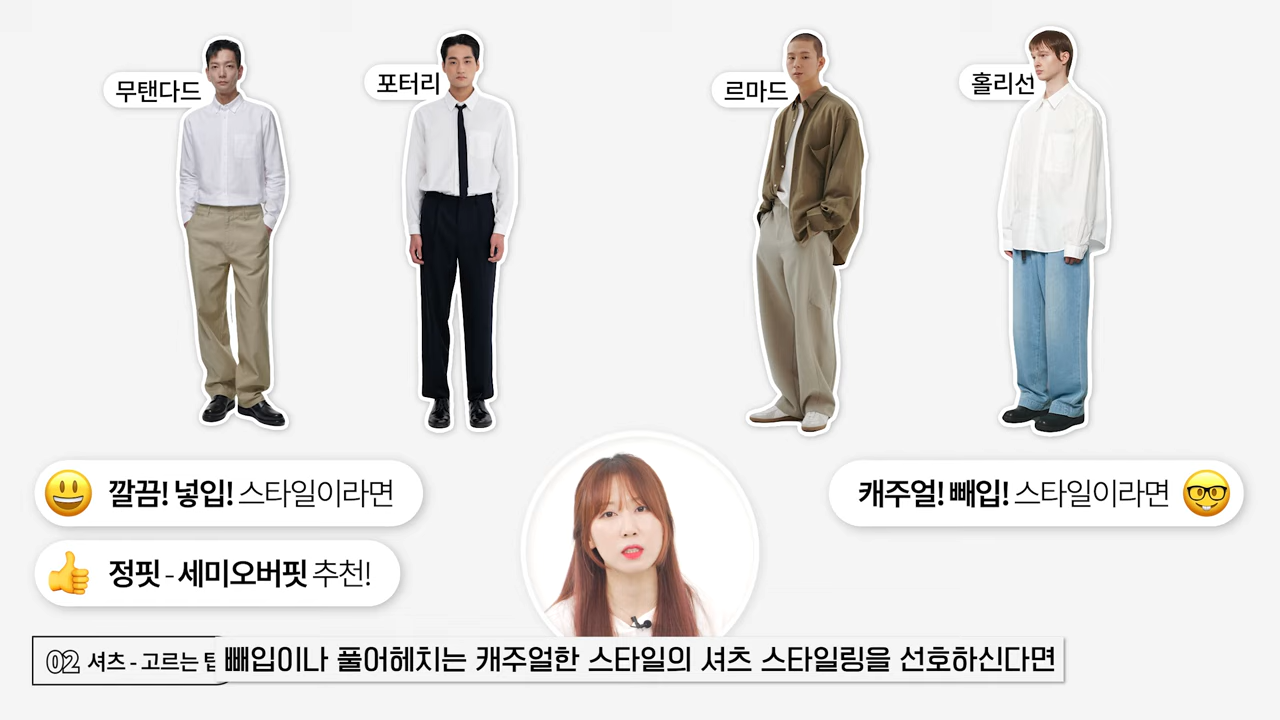 무탠다드
포터리
르마드
홀리선
깔끔! 넣입! 스타일이라면
정핏 - 세미오버핏 추천!
캐주얼! 빼입! 스타일이라면
02 셔츠 - 고르는 팁
빼입이나 풀어헤치는 캐주얼한 스타일의 셔츠 스타일링을 선호하신다면